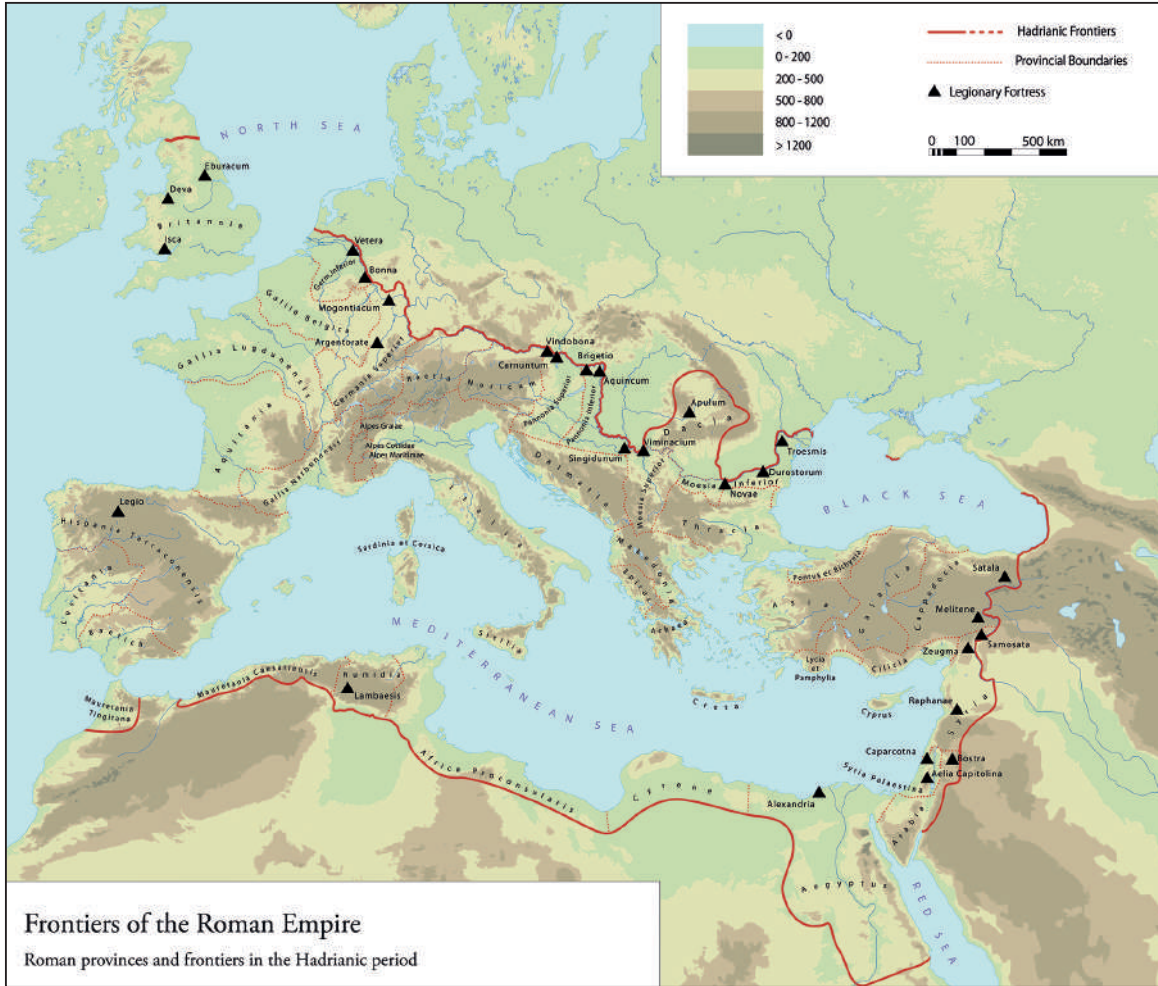 < 0
0 - 200
200 - 500
500 - 800
800 - 1200
> 1200
Hadrianic Frontiers
Provincial Boundaries
Legionary Fortress
0 100 500 km
NORTH SEA
Eburacum
Deva
Britannie
Isca
Vetera
Germ. Inferior
Bonna
Mogontiacum
Gallia Belgica
Argentorate
Gallia Lugdunensis
Germania Superior
Vindobona
Cernuntum
Brigetio
Aquincum
Raetia
Noricum
Pannonia Superior
Pannonia Inferior
Apulum
Dacia
Aquitania
Alpes Graiae
Alpes Cottidae
Alpes Maritimae
Gallia Narbonensis
Singidunum
Viminacium
Troesmis
Durostorum
Moesia Inferior
Novae
Moesia Superior
Dalmatia
Italia
BLACK SEA
Legio
Hispania Tarraconensis
Sardinia et Corsica
Thracia
Makedonia
Epirus
Pontus et Bithynia
Satala
Lusitania
Baetica
Asia
Galatia
Cappadocia
Melitene
Samosata
Zeugma
MEDITERRANEAN SEA
Sicilia
Achaea
Lycia
et
Pamphylia
Cilicia
Mauretania Caesariensis
Numidia
Lambaesis
Mauretanin
Tingitana
Creta
Cyprus
Raphanae
Syria
Africa Proconsularis
Cyrene
Caparcotna
Bostra
Syria Palaestina
Aelia Capitolina
Alexandria
Arabia
Aegyptus
RED SEA
Frontiers of the Roman Empire
Roman provinces and frontiers in the Hadrianic period